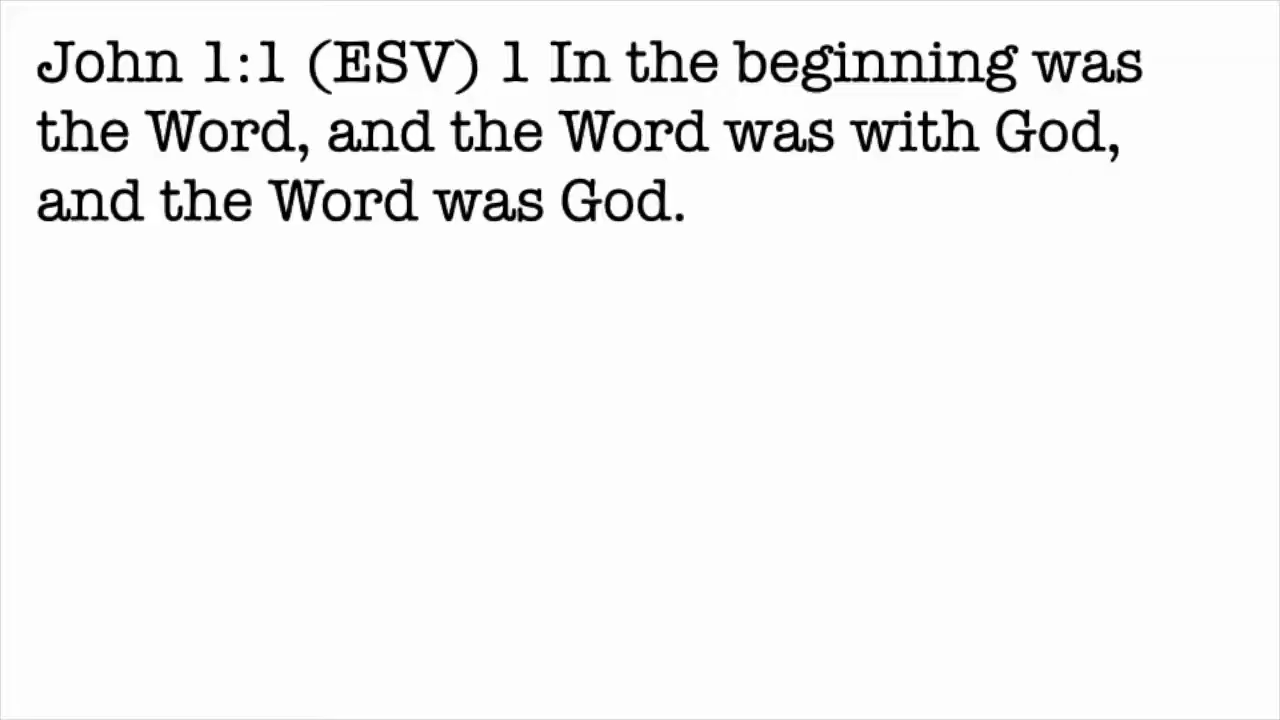 John 1:1 (ESV) 1 In the beginning was
the Word, and the Word was with God,
and the Word was God.